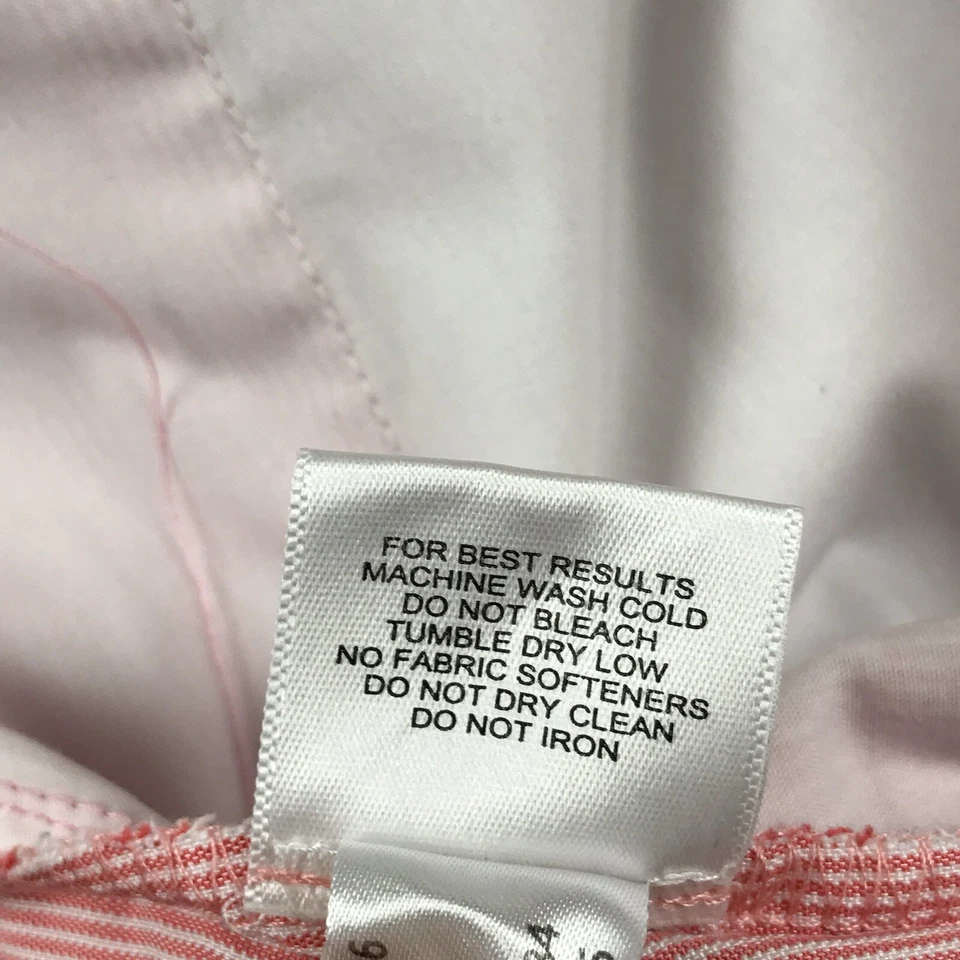 FOR BEST RESULTS
MACHINE WASH COLD
DO NOT BLEACH
TUMBLE DRY LOW
NO FABRIC SOFTENERS
DO NOT DRY CLEAN
DO NOT IRON